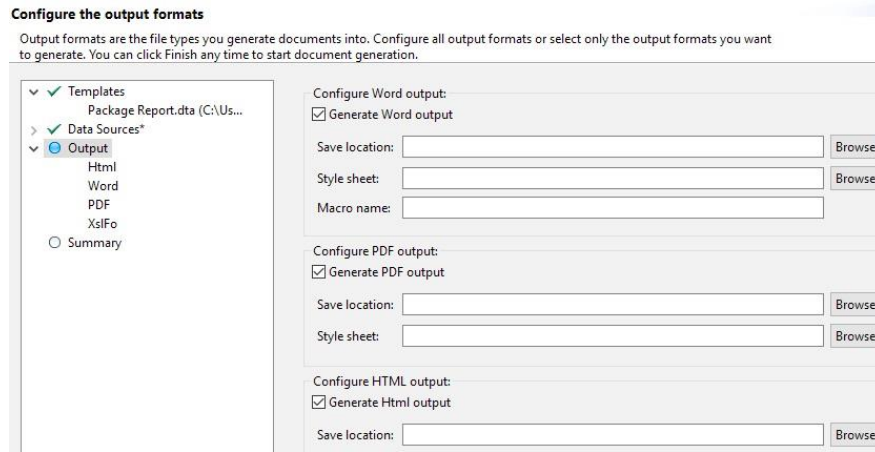 Configure the output formats
Output formats are the file types you generate documents into. Configure all output formats or select only the output formats you want
to generate. You can click Finish any time to start document generation.
Templates
Package Report.dta (C:\Us...
Data Sources*
Output
Html
Word
PDF
XslFo
Summary
Configure Word output:
Generate Word output
Save location:
Browse
Style sheet:
Browse
Macro name:
Configure PDF output:
Generate PDF output
Save location:
Browse
Style sheet:
Browse
Configure HTML output:
Generate Html output
Save location:
Browse